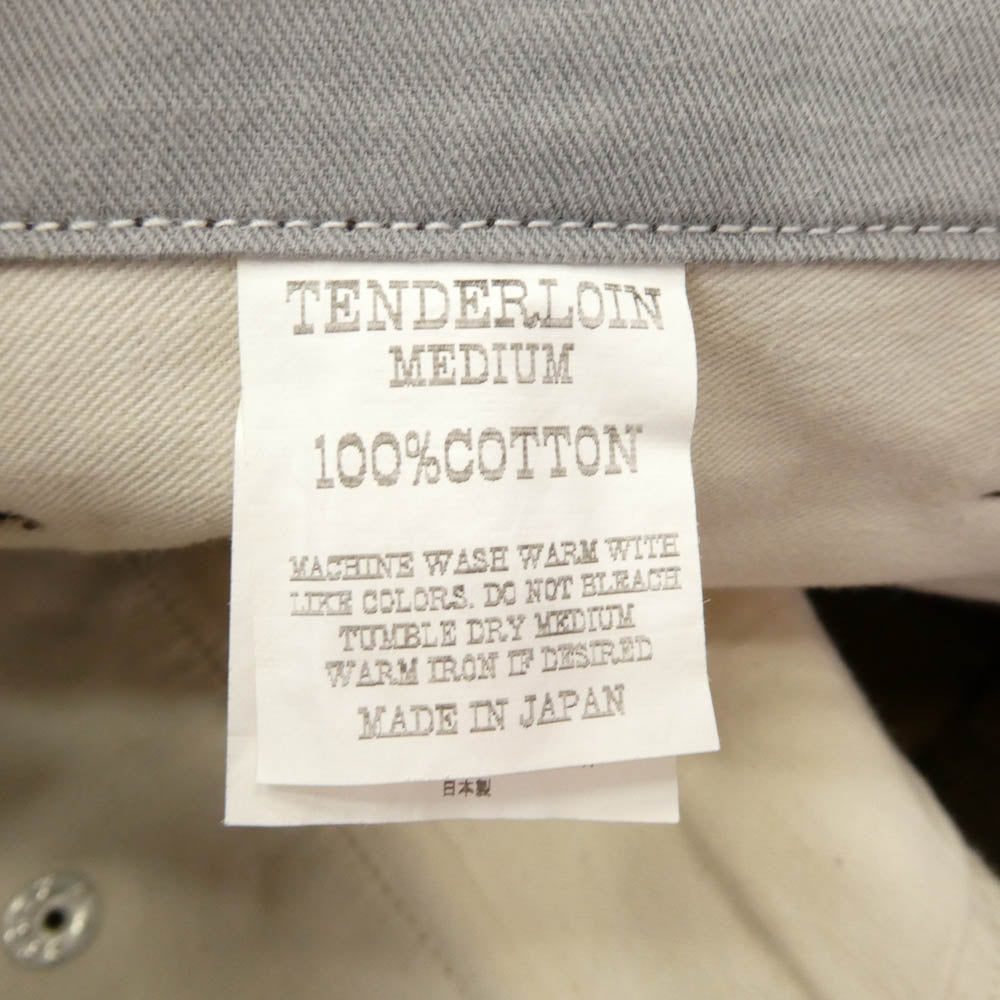 TENDERLOIN
MEDIUM
100%COTTON
MACHINE WASH WARM WITH
LIKE COLORS. DO NOT BLEACH
TUMBLE DRY MEDIUM
WARM IRON IF DESIRED
MADE IN JAPAN
日本製